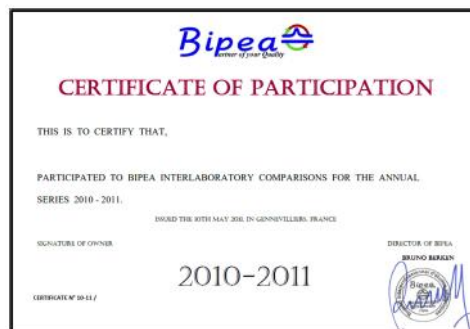 Bipea
Partner of your Quality
CERTIFICATE OF PARTICIPATION
THIS IS TO CERTIFY THAT,
PARTICIPATED TO BIPEA INTERLABORATORY COMPARISONS FOR THE ANNUAL
SERIES 2010 - 2011.
ISSUED THE 10TH MAY 2011, IN GENNEVILLIERS, FRANCE
SIGNATURE OF OWNER
DIRECTOR OF BIPEA
BRUNO BERKEN
2010-2011
Bipea
CERTIFICATE N° 10-11 /